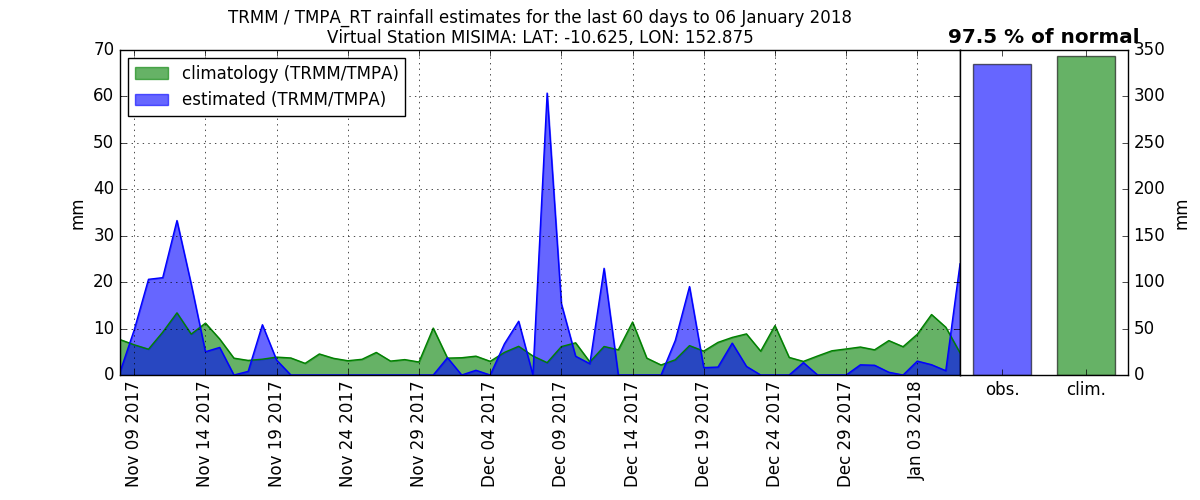 TRMM / TMPA_RT rainfall estimates for the last 60 days to 06 January 2018
Virtual Station MISIMA: LAT: -10.625, LON: 152.875
97.5 % of normal
climatology (TRMM/TMPA)
estimated (TRMM/TMPA)
70
60
50
40
30
20
10
0
mm
350
300
250
200
150
100
50
0
mm
obs.
clim.
Nov 09 2017
Nov 14 2017
Nov 19 2017
Nov 24 2017
Nov 29 2017
Dec 04 2017
Dec 09 2017
Dec 14 2017
Dec 19 2017
Dec 24 2017
Dec 29 2017
Jan 03 2018